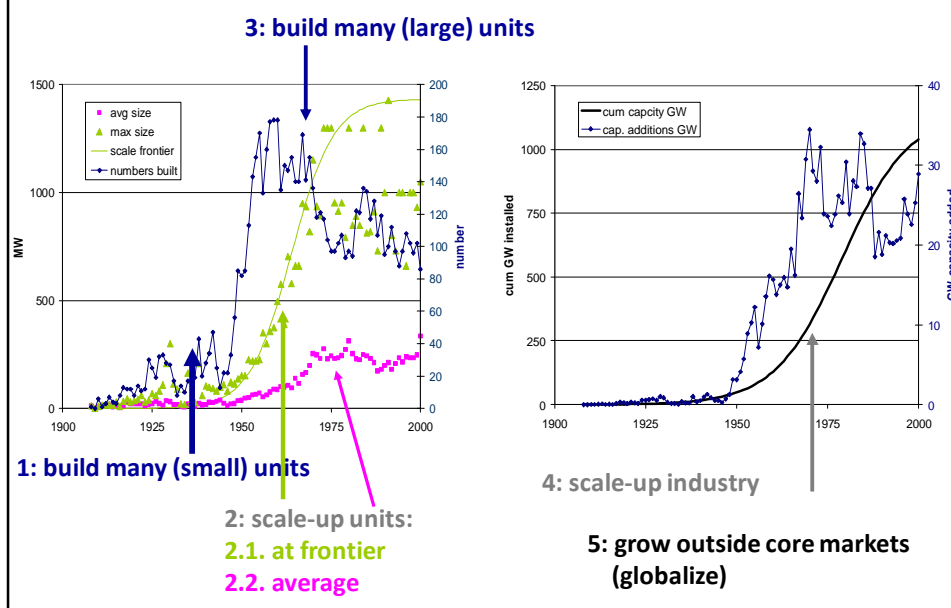 3: build many (large) units
1500
1000
500
0
MW
avg size
max size
scale frontier
numbers built
200
180
160
140
120
100
80
60
40
20
0
number
1900
1925
1950
1975
2000
1250
1000
750
500
250
0
cum GW installed
cum capcity GW
cap. additions GW
40
30
20
10
0
GW capacity added
1900
1925
1950
1975
2000
1: build many (small) units
2: scale-up units:
2.1. at frontier
2.2. average
4: scale-up industry
5: grow outside core markets
(globalize)